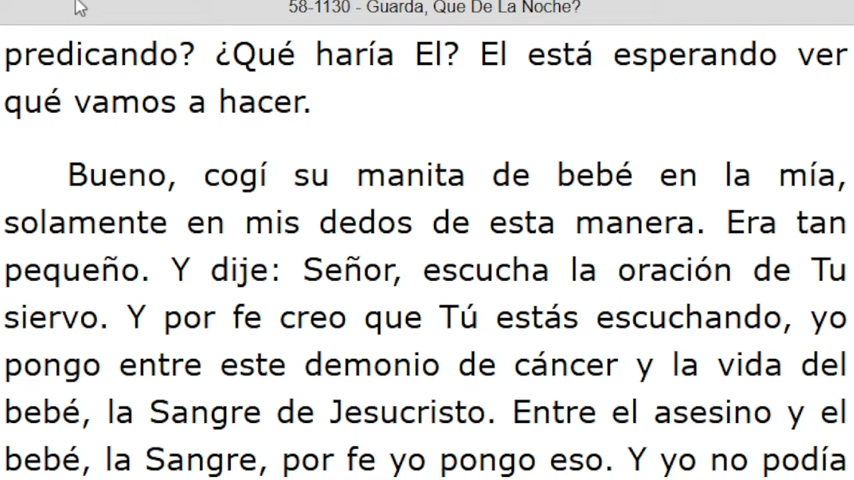 58-1130 - Guarda, Que De La Noche?
predicando? ¿Qué haría El? El está esperando ver
qué vamos a hacer.
Bueno, cogí su manita de bebé en la mía,
solamente en mis dedos de esta manera. Era tan
pequeño. Y dije: Señor, escucha la oración de Tu
siervo. Y por fe creo que Tú estás escuchando, yo
pongo entre este demonio de cáncer y la vida del
bebé, la Sangre de Jesucristo. Entre el asesino y el
bebé, la Sangre, por fe yo pongo eso. Y yo no podía